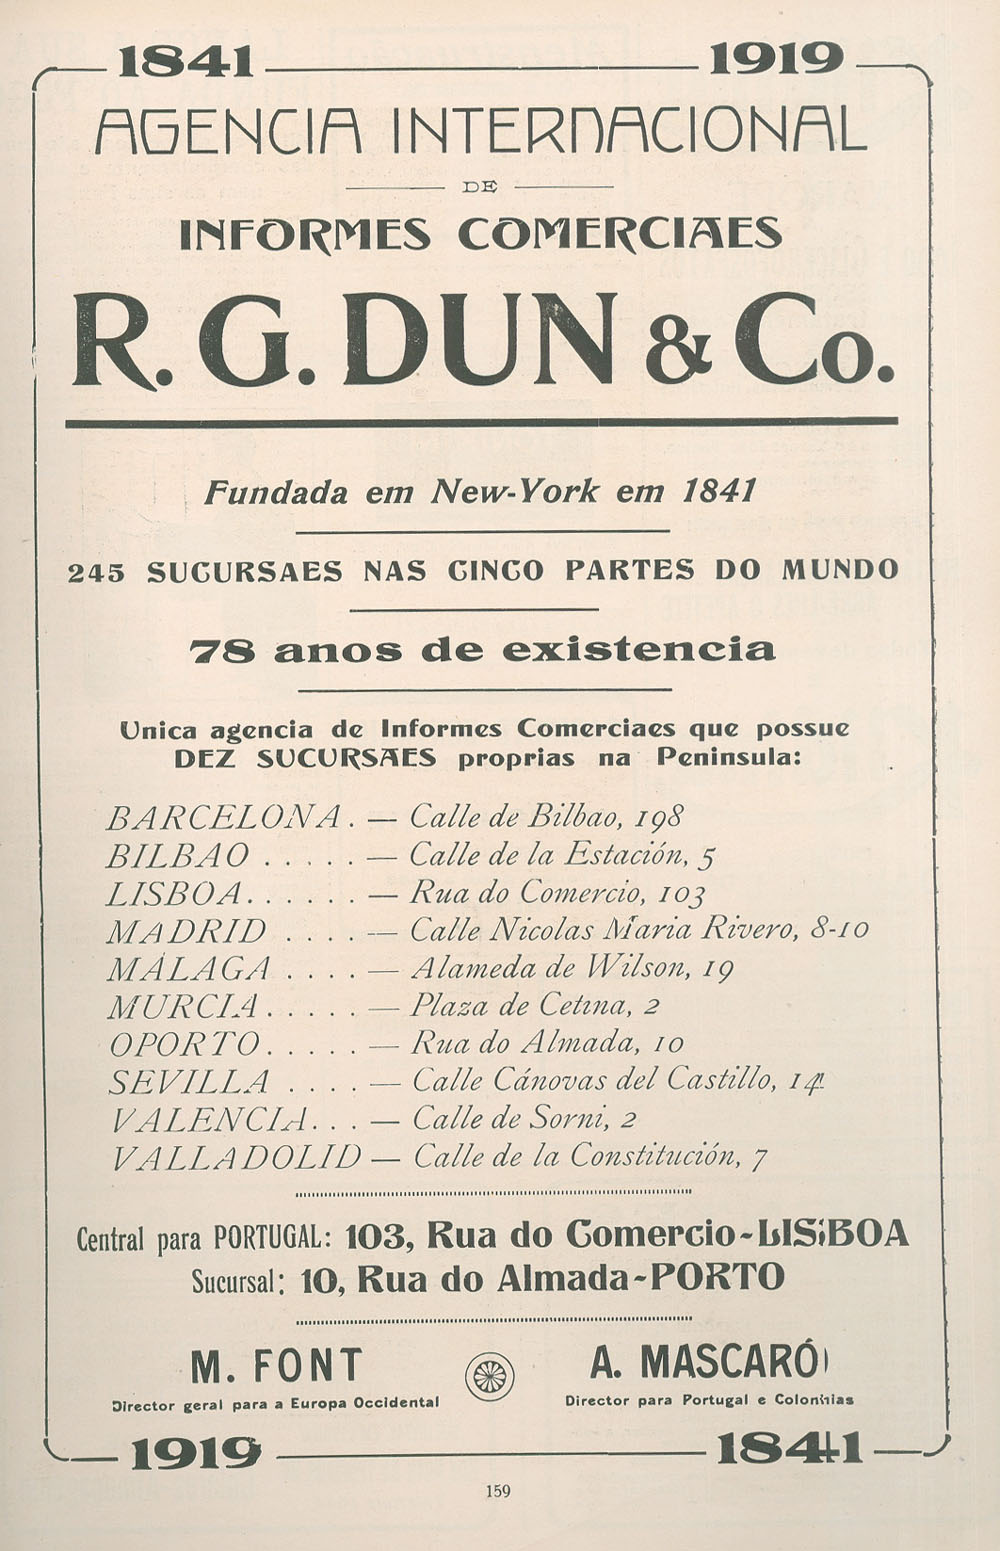 1841 1919
AGENCIA INTERNACIONAL
DE
INFORMES COMERCIAES
R. G. DUN & Co.
Fundada em New-York em 1841
245 SUCURSAES NAS CINCO PARTES DO MUNDO
78 anos de existencia
Unica agencia de Informes Comerciaes que possue
DEZ SUCURSAES proprias na Peninsula:
BARCELONA . — Calle de Bilbao, 198
BILBAO . . . . . — Calle de la Estación, 5
LISBOA . . . . . . — Rua do Comercio, 103
MADRID . . . . — Calle Nicolas Maria Rivero, 8-10
MÁLAGA . . . . — Alameda de Wilson, 19
MURCIA . . . . . — Plaza de Cetina, 2
OPORTO . . . . . — Rua do Almada, 10
SEVILLA . . . . — Calle Cánovas del Castillo, 14
VALENCIA . . . — Calle de Sorni, 2
VALLADOLID — Calle de la Constitución, 7
Central para PORTUGAL: 103, Rua do Comercio-LISBOA
Sucursal: 10, Rua do Almada-PORTO
M. FONT A. MASCARÓ
Director geral para a Europa Occidental Director para Portugal e Colonias
1919 1841
159